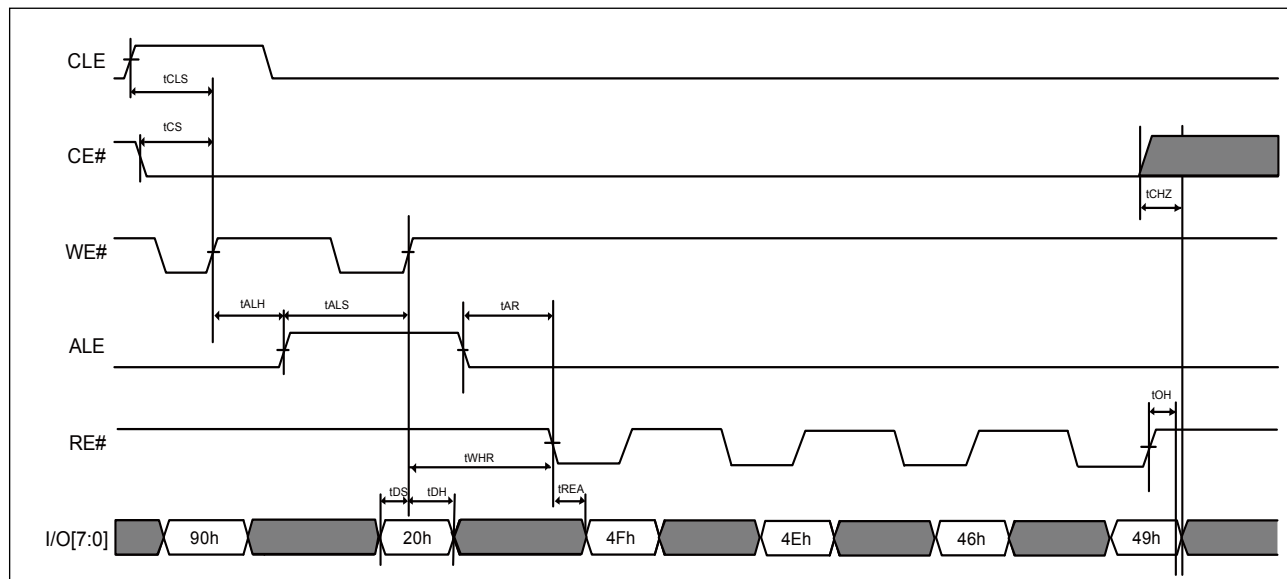 CLE
tCLS
tCS
CE#
tCHZ
WE#
tALH tALS tAR
ALE
tOH
RE#
tWHR
tDS tDH tREA
I/O[7:0] 90h 20h 4Fh 4Eh 46h 49h